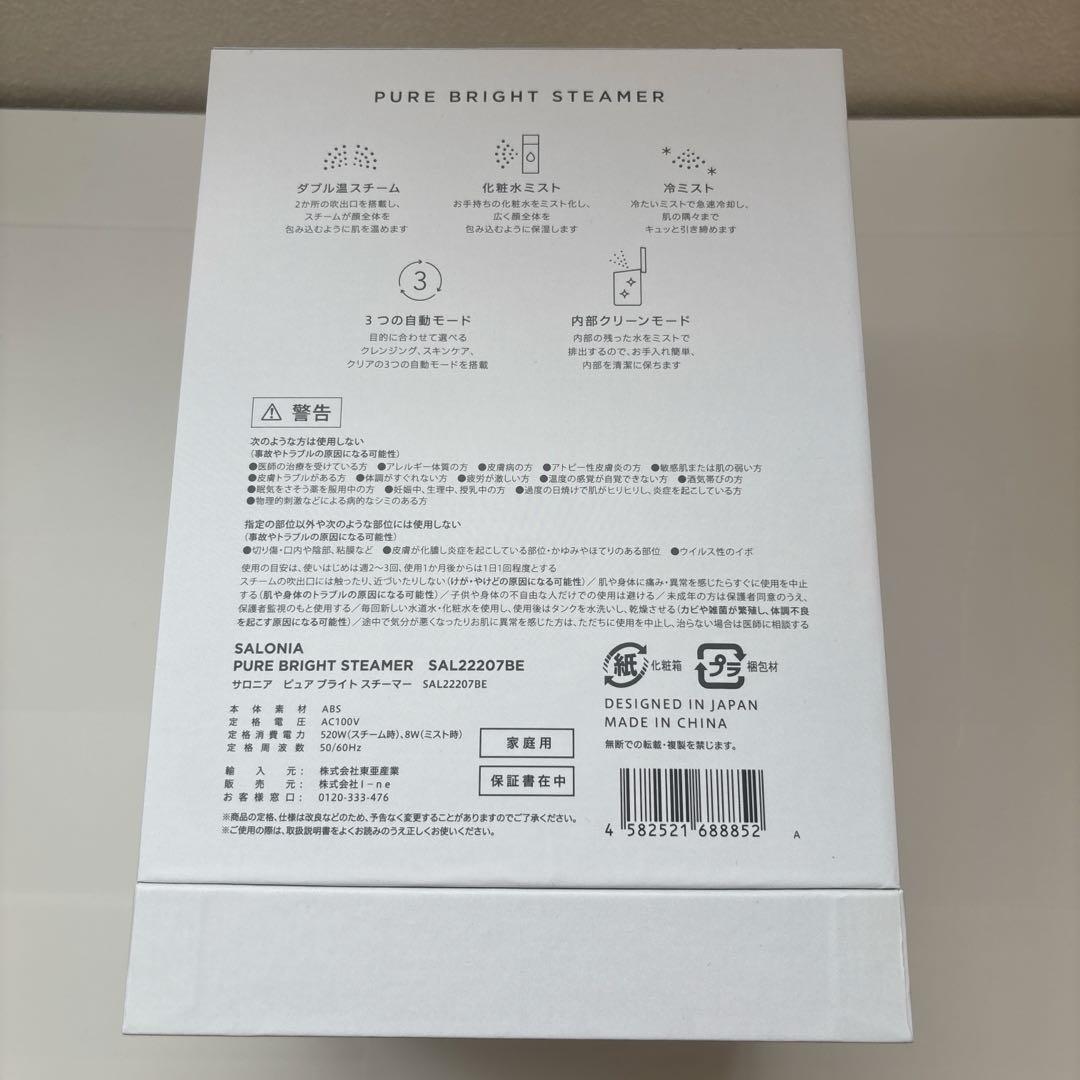 PURE BRIGHT STEAMER
ダブル温スチーム
2か所の吹出口を搭載し、
スチームが顔全体を
包み込むように肌を温めます
化粧水ミスト
お手持ちの化粧水をミスト化し、
広く顔全体を
包み込むように保湿します
冷ミスト
冷たいミストで急速冷却し、
肌の隅々まで
キュッと引き締めます
3
3つの自動モード
目的に合わせて選べる
クレンジング、スキンケア、
クリアの3つの自動モードを搭載
内部クリーンモード
内部の残った水をミストで
排出するので、お手入れ簡単、
内部を清潔に保ちます
⚠ 警告
次のような方は使用しない
(事故やトラブルの原因になる可能性)
●医師の治療を受けている方 ●アレルギー体質の方 ●皮膚病の方 ●アトピー性皮膚炎の方 ●敏感肌または肌の弱い方
●皮膚トラブルがある方 ●体調がすぐれない方 ●疲労が激しい方 ●温度の感覚が自覚できない方 ●酒気帯びの方
●眠気をさそう薬を服用中の方 ●妊娠中、生理中、授乳中の方 ●過度の日焼けで肌がヒリヒリし、炎症を起こしている方
●物理的刺激などによる病的なシミのある方
指定の部位以外や次のような部位には使用しない
(事故やトラブルの原因になる可能性)
●切り傷・口内や陰部、粘膜など ●皮膚が化膿し炎症を起こしている部位・かゆみやほてりのある部位 ●ウイルス性のイボ
使用の目安は、使いはじめは週2〜3回、使用1か月後からは1日1回程度とする
スチームの吹出口には触ったり、近づいたりしない(けが・やけどの原因になる可能性)／肌や身体に痛み・異常を感じたらすぐに使用を中止
する(肌や身体のトラブルの原因になる可能性)／子供や身体の不自由な人だけでの使用は避ける／未成年の方は保護者同意のうえ、
保護者監視のもと使用する／毎回新しい水道水・化粧水を使用し、使用後はタンクを水洗いし、乾燥させる(カビや雑菌が繁殖し、体調不良
を起こす原因になる可能性)／途中で気分が悪くなったりお肌に異常を感じた方は、ただちに使用を中止し、治らない場合は医師に相談する
SALONIA
PURE BRIGHT STEAMER SAL22207BE
サロニア ピュア ブライト スチーマー SAL22207BE
本体素材 ABS
定格電圧 AC100V
定格消費電力 520W(スチーム時)、8W(ミスト時)
定格周波数 50/60Hz
輸入元: 株式会社東亜産業
販売元: 株式会社I-ne
お客様窓口: 0120-333-476
家庭用
保証書在中
※商品の定格、仕様は改良などのため、予告なく変更することがありますのでご了承ください。
※ご使用の際は、取扱説明書をよくお読みのうえ正しくお使いください。
紙 化粧箱 プラ 梱包材
DESIGNED IN JAPAN
MADE IN CHINA
無断での転載・複製を禁じます。
4 582521 688852
A